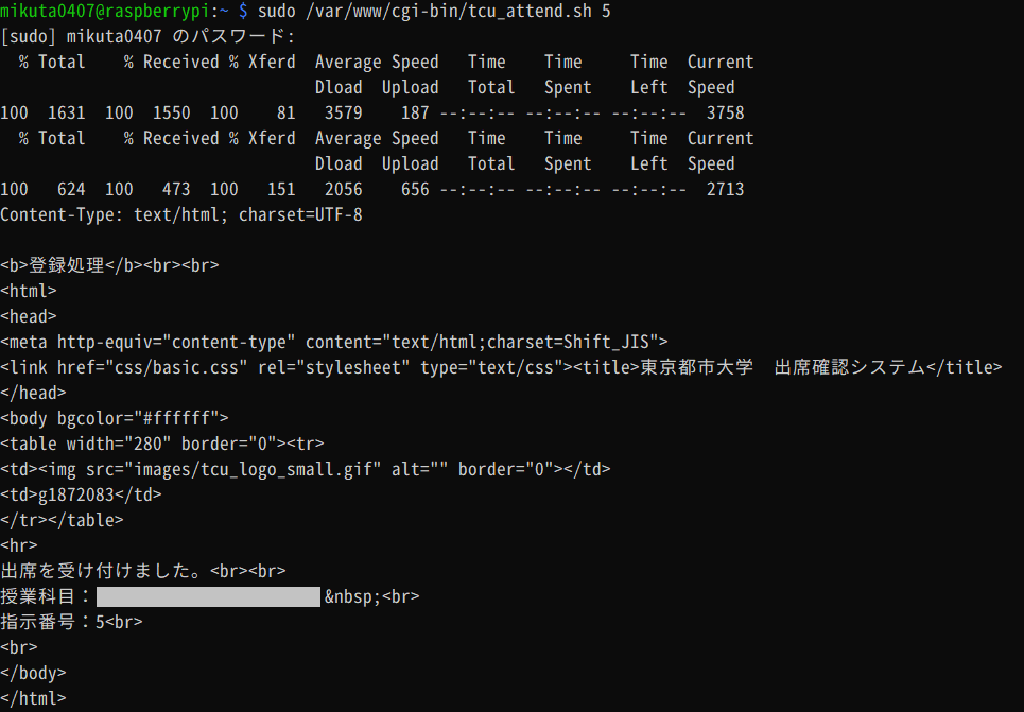 mikuta0407@raspberrypi:~ $ sudo /var/www/cgi-bin/tcu_attend.sh 5
[sudo] mikuta0407 のパスワード:
  % Total    % Received % Xferd  Average Speed   Time    Time     Time  Current
                                 Dload  Upload   Total   Spent    Left  Speed
100  1631  100  1550  100    81   3579    187 --:--:-- --:--:-- --:--:--  3758
  % Total    % Received % Xferd  Average Speed   Time    Time     Time  Current
                                 Dload  Upload   Total   Spent    Left  Speed
100   624  100   473  100   151   2056    656 --:--:-- --:--:-- --:--:--  2713
Content-Type: text/html; charset=UTF-8

<b>登録処理</b><br><br>
<html>
<head>
<meta http-equiv="content-type" content="text/html;charset=Shift_JIS">
<link href="css/basic.css" rel="stylesheet" type="text/css"><title>東京都市大学　出席確認システム</title>
</head>
<body bgcolor="#ffffff">
<table width="280" border="0"><tr>
<td><img src="images/tcu_logo_small.gif" alt="" border="0"></td>
<td>g1872083</td>
</tr></table>
<hr>
出席を受け付けました。<br><br>
授業科目：&nbsp;<br>
指示番号：5<br>
<br>
</body>
</html>